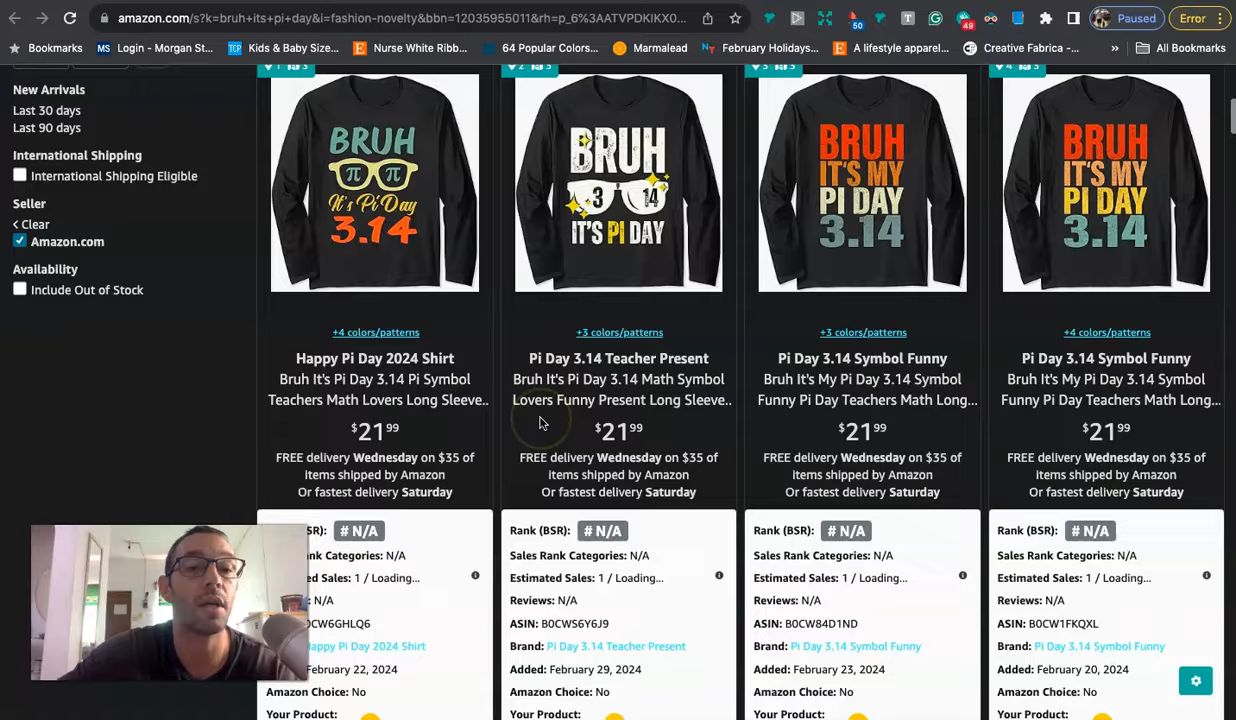 amazon.com/s?k=bruh+its+pi+day&i=fashion-novelty&bbn=12035955011&rh=p_6%3AATVPDKIKX0...
50
49
Paused
Error
Bookmarks
Login - Morgan St...
Kids & Baby Size...
Nurse White Ribb...
64 Popular Colors...
Marmalead
February Holidays...
A lifestyle apparel...
Creative Fabrica -...
»
All Bookmarks
New Arrivals
Last 30 days
Last 90 days
International Shipping
International Shipping Eligible
Seller
< Clear
Amazon.com
Availability
Include Out of Stock
BRUH
π π
It's Pi Day
3.14
BRUH
3 14
IT'S PI DAY
BRUH
IT'S MY
PI DAY
3.14
BRUH
IT'S MY
PI DAY
3.14
+4 colors/patterns
+3 colors/patterns
+3 colors/patterns
+4 colors/patterns
Happy Pi Day 2024 Shirt
Bruh It's Pi Day 3.14 Pi Symbol
Teachers Math Lovers Long Sleeve..
$21 99
FREE delivery Wednesday on $35 of
items shipped by Amazon
Or fastest delivery Saturday
Pi Day 3.14 Teacher Present
Bruh It's Pi Day 3.14 Math Symbol
Lovers Funny Present Long Sleeve..
$21 99
FREE delivery Wednesday on $35 of
items shipped by Amazon
Or fastest delivery Saturday
Pi Day 3.14 Symbol Funny
Bruh It's My Pi Day 3.14 Symbol
Funny Pi Day Teachers Math Long...
$21 99
FREE delivery Wednesday on $35 of
items shipped by Amazon
Or fastest delivery Saturday
Pi Day 3.14 Symbol Funny
Bruh It's My Pi Day 3.14 Symbol
Funny Pi Day Teachers Math Long...
$21 99
FREE delivery Wednesday on $35 of
items shipped by Amazon
Or fastest delivery Saturday
SR): # N/A
nk Categories: N/A
ed Sales: 1 / Loading...
N/A
0CW6GHLQ6
appy Pi Day 2024 Shirt
ebruary 22, 2024
Amazon Choice: No
Your Product:
Rank (BSR): # N/A
Sales Rank Categories: N/A
Estimated Sales: 1 / Loading...
Reviews: N/A
ASIN: B0CWS6Y6J9
Brand: Pi Day 3.14 Teacher Present
Added: February 29, 2024
Amazon Choice: No
Your Product:
Rank (BSR): # N/A
Sales Rank Categories: N/A
Estimated Sales: 1 / Loading...
Reviews: N/A
ASIN: B0CW84D1ND
Brand: Pi Day 3.14 Symbol Funny
Added: February 23, 2024
Amazon Choice: No
Your Product:
Rank (BSR): # N/A
Sales Rank Categories: N/A
Estimated Sales: 1 / Loading...
Reviews: N/A
ASIN: B0CW1FKQXL
Brand: Pi Day 3.14 Symbol Funny
Added: February 20, 2024
Amazon Choice: No
Your Product: